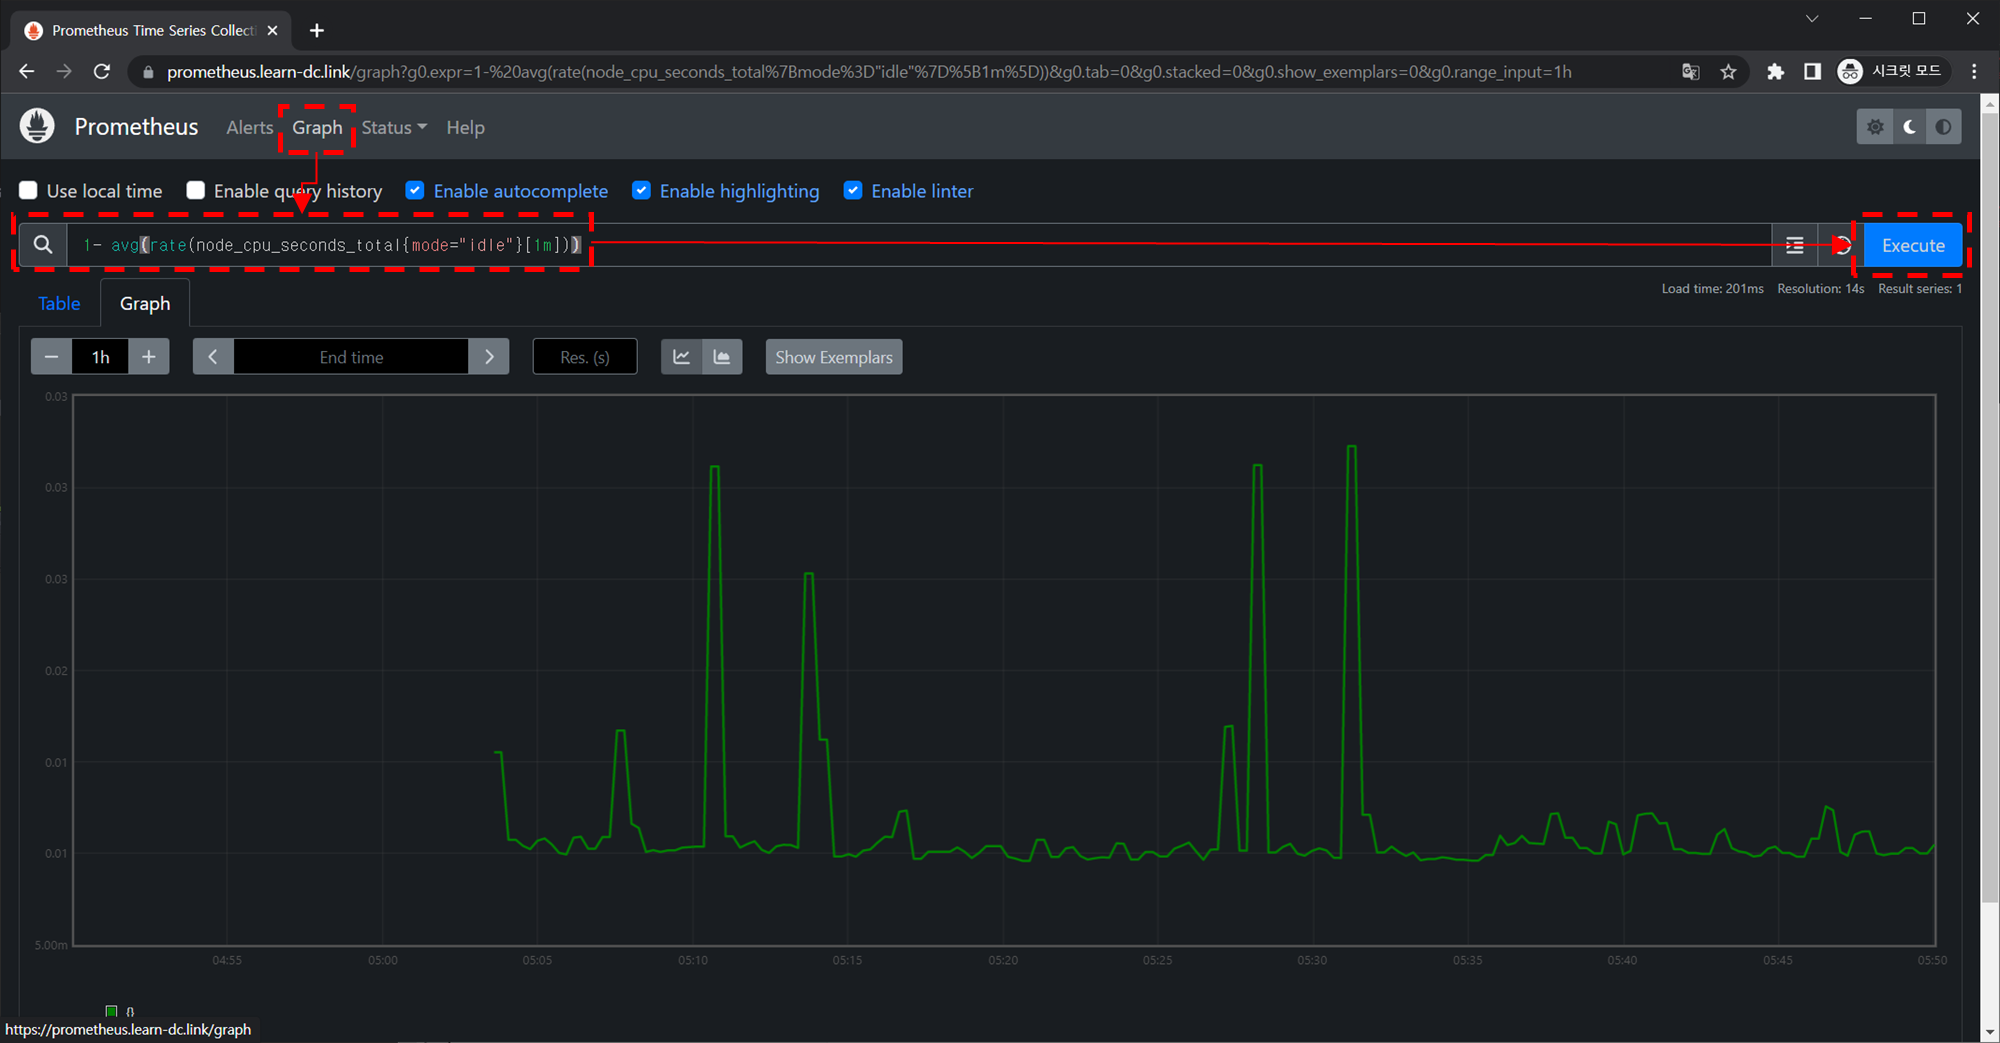 Prometheus Time Series Collecti
prometheus.learn-dc.link/graph?g0.expr=1-%20avg(rate(node_cpu_seconds_total%7Bmode%3D"idle"%7D%5B1m%5D))&g0.tab=0&g0.stacked=0&g0.show_exemplars=0&g0.range_input=1h 시크릿 모드
Prometheus Alerts Graph Status Help
Use local time Enable query history Enable autocomplete Enable highlighting Enable linter
1- avg(rate(node_cpu_seconds_total{mode="idle"}[1m])) Execute
Load time: 201ms Resolution: 14s Result series: 1
Table Graph
− 1h + End time Res. (s) Show Exemplars
0.03
0.03
0.03
0.02
0.01
0.01
5.00m
04:55 05:00 05:05 05:10 05:15 05:20 05:25 05:30 05:35 05:40 05:45 05:50
{}
https://prometheus.learn-dc.link/graph